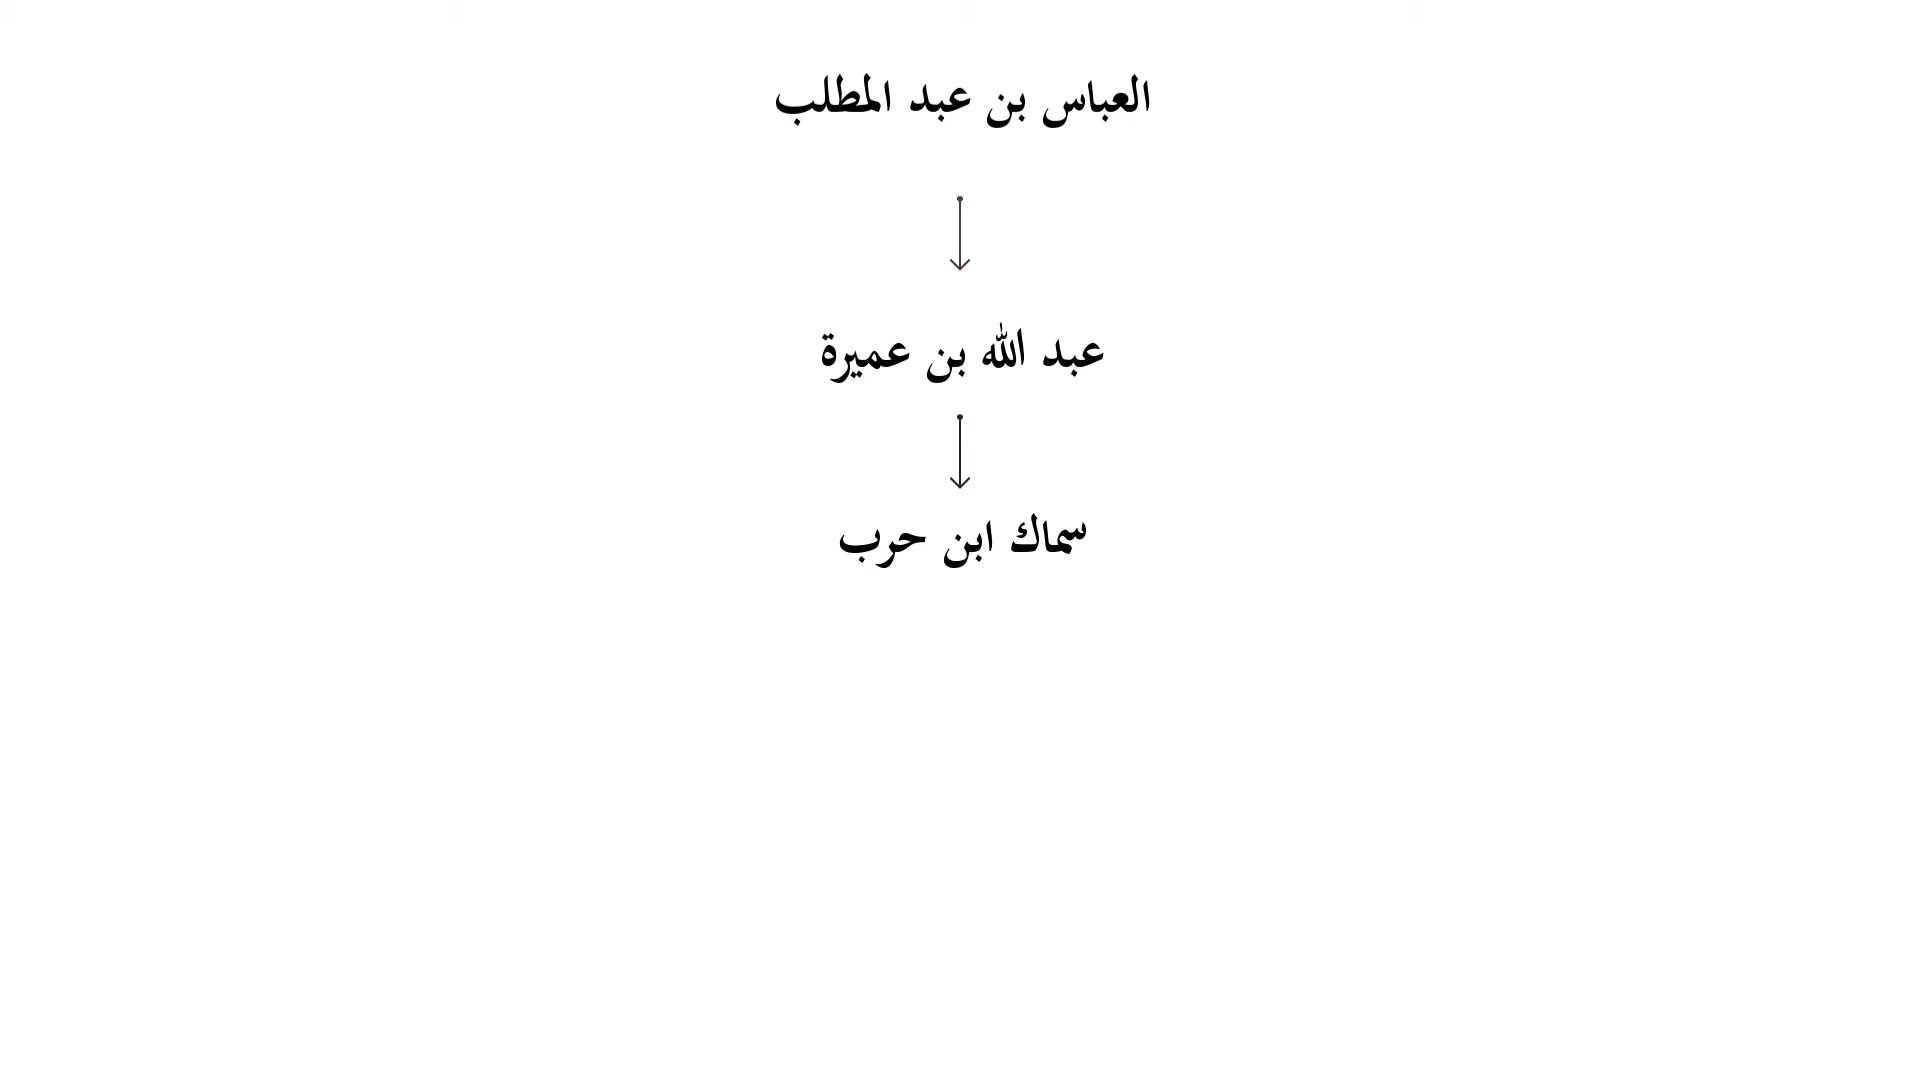 العباس بن عبد المطلب
عبد الله بن عميرة
سماك ابن حرب